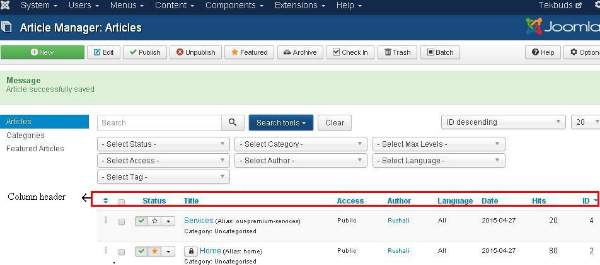 System Users Menus Content Components Extensions Help Tekbuds
Article Manager: Articles Joomla
New Edit Publish Unpublish Featured Archive Check In Trash Batch Help Option
Message
Article successfully saved
Articles
Categories
Featured Articles
Search Search tools Clear ID descending 20
- Select Status - - Select Category - - Select Max Levels -
- Select Access - - Select Author - - Select Language -
- Select Tag -
Column header
Status Title Access Author Language Date Hits ID
Services (Alias: our-premium-services) Public Rushali All 2015-04-27 20 4
Category: Uncategorised
Home (Alias: home) Public Rushali All 2015-04-27 80 2
Category: Uncategorised